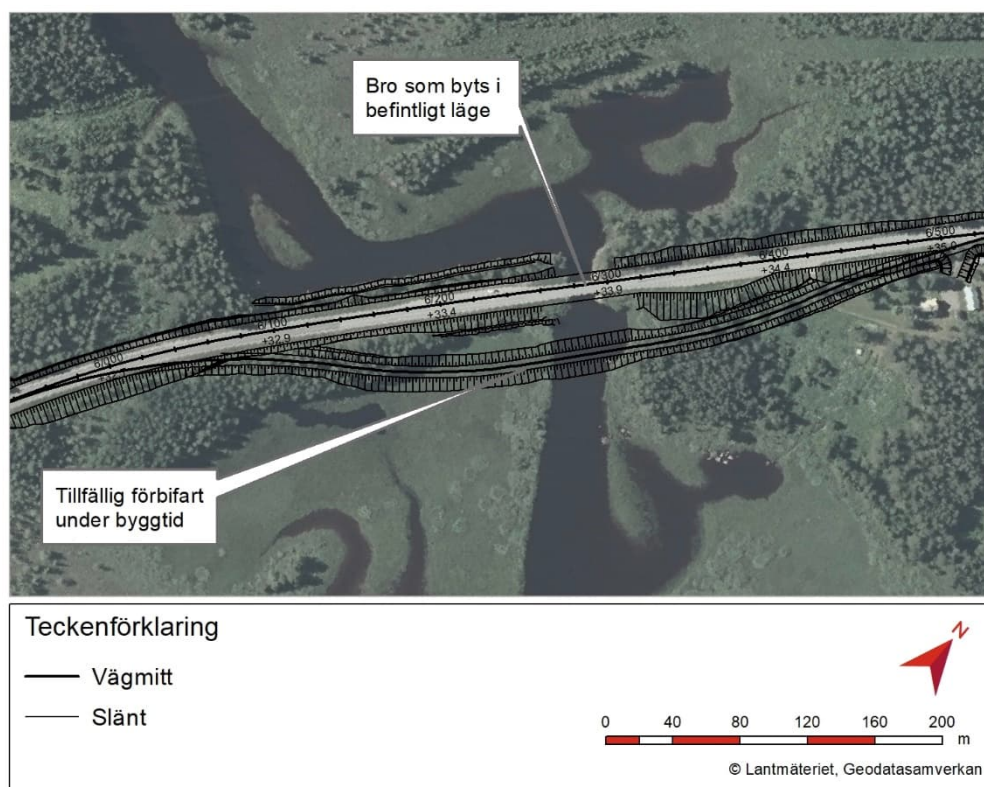 Bro som byts i
befintligt läge
6/500
+35.0
6/400
+34.4
6/300
+33.9
6/200
+33.4
6/100
+32.9
6/000
Tillfällig förbifart
under byggtid
Teckenförklaring
Vägmitt
Slänt
N
0 40 80 120 160 200
m
© Lantmäteriet, Geodatasamverkan